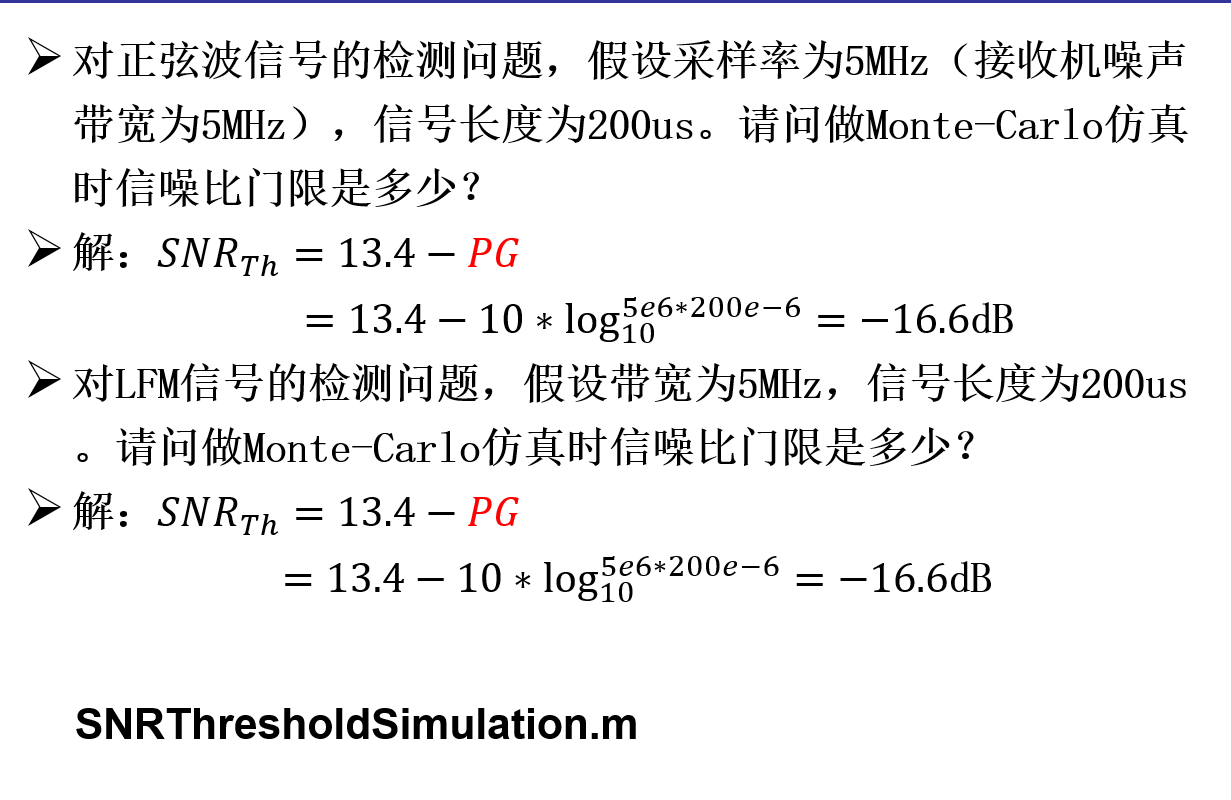 ➢ 对正弦波信号的检测问题，假设采样率为5MHz（接收机噪声
带宽为5MHz），信号长度为200us。请问做Monte-Carlo仿真
时信噪比门限是多少？
➢ 解：SNR_{Th} = 13.4 − PG
= 13.4 − 10 ∗ log_{10}^{5e6∗200e−6} = −16.6dB
➢ 对LFM信号的检测问题，假设带宽为5MHz，信号长度为200us
。请问做Monte-Carlo仿真时信噪比门限是多少？
➢ 解：SNR_{Th} = 13.4 − PG
= 13.4 − 10 ∗ log_{10}^{5e6∗200e−6} = −16.6dB
SNRThresholdSimulation.m